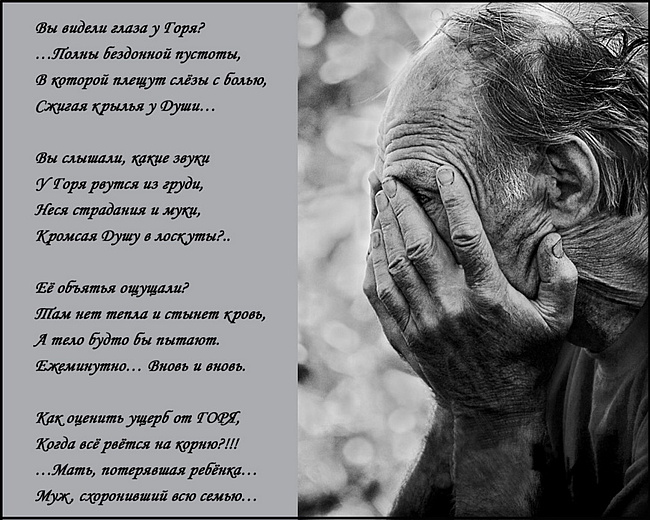 Вы видели глаза у Горя?
...Полны бездонной пустоты,
В которой плещут слёзы с болью,
Сжигая крылья у Души...
Вы слышали, какие звуки
У Горя рвутся из груди,
Неся страдания и муки,
Кромсая Душу в лоскуты?..
Её объятья ощущали?
Там нет тепла и стынет кровь,
А тело будто бы пытают.
Ежеминутно... Вновь и вновь.
Как оценить ущерб от ГОРЯ,
Когда всё рвётся на корню?!!!
...Мать, потерявшая ребёнка...
Муж, схоронивший всю семью...